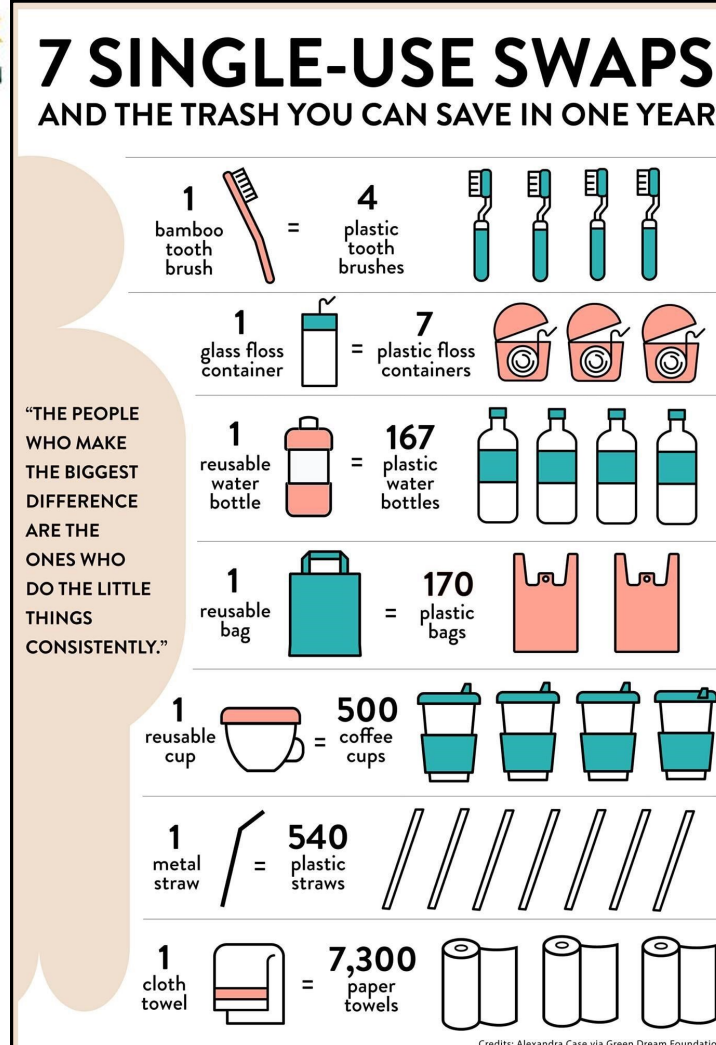 7 SINGLE-USE SWAPS
AND THE TRASH YOU CAN SAVE IN ONE YEAR
1
bamboo
tooth
brush
=
4
plastic
tooth
brushes
1
glass floss
container
=
7
plastic floss
containers
“THE PEOPLE
WHO MAKE
THE BIGGEST
DIFFERENCE
ARE THE
ONES WHO
DO THE LITTLE
THINGS
CONSISTENTLY.”
1
reusable
water
bottle
=
167
plastic
water
bottles
1
reusable
bag
=
170
plastic
bags
1
reusable
cup
=
500
coffee
cups
1
metal
straw
=
540
plastic
straws
1
cloth
towel
=
7,300
paper
towels
Credits: Alexandra Case via Green Dream Foundatio